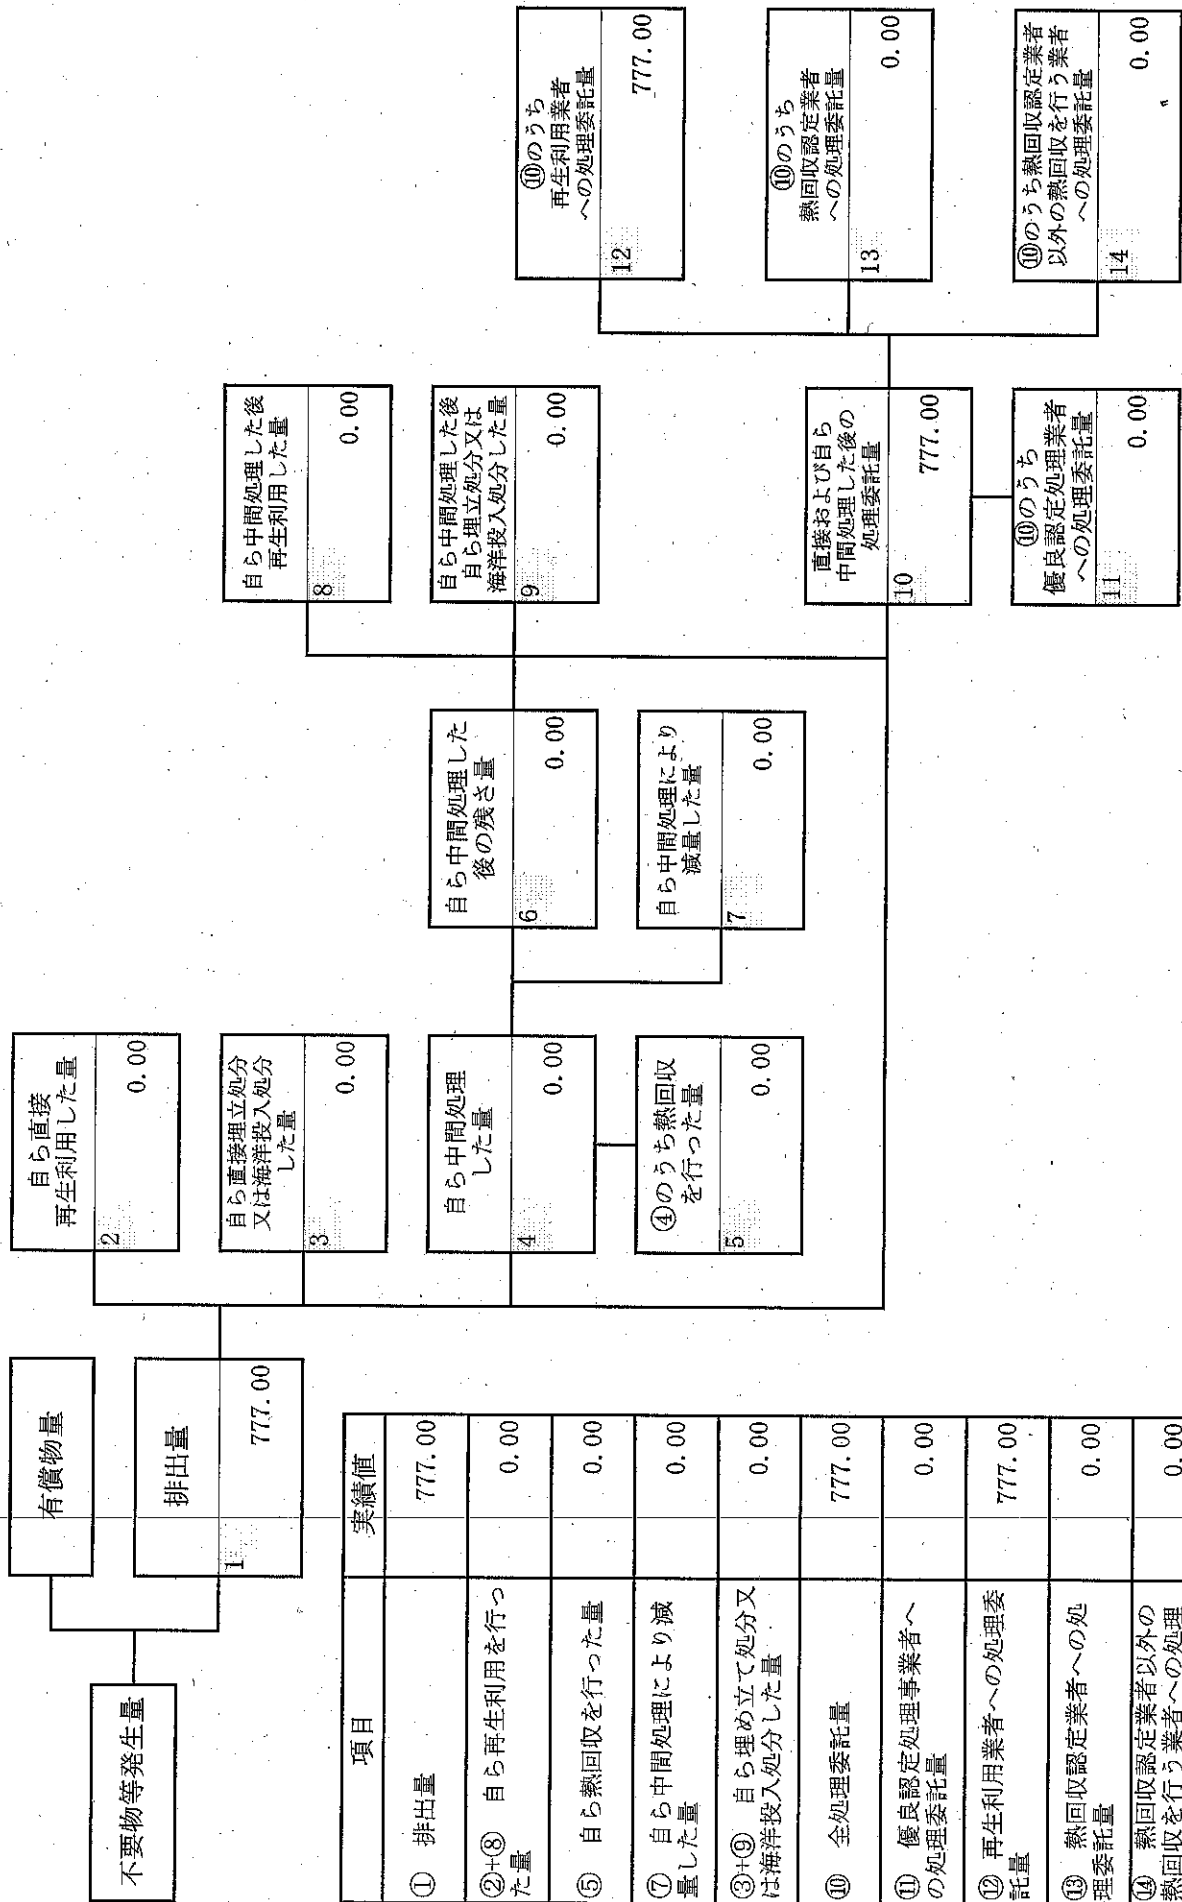 不要物等発生量
有償物量
排出量
1
777.00
自ら直接
再生利用した量
2
0.00
自ら直接埋立処分
又は海洋投入処分
した量
3
0.00
自ら中間処理
した量
4
0.00
④のうち熱回収
を行った量
5
0.00
自ら中間処理した
後の残さ量
6
0.00
自ら中間処理により
減量した量
7
0.00
自ら中間処理した後
再生利用した量
8
0.00
自ら中間処理した後
自ら埋立処分又は
海洋投入処分した量
9
0.00
直接および自ら
中間処理した後の
処理委託量
10
777.00
⑩のうち
優良認定処理業者
への処理委託量
11
0.00
⑩のうち
再生利用業者
への処理委託量
12
777.00
⑩のうち
熱回収認定業者
への処理委託量
13
0.00
⑩のうち熱回収認定業者
以外の熱回収を行う業者
への処理委託量
14
0.00
項目 実績値
① 排出量 777.00
②+⑧ 自ら再生利用を行っ
た量 0.00
⑤ 自ら熱回収を行った量 0.00
⑦ 自ら中間処理により減
量した量 0.00
③+⑨ 自ら埋め立て処分又
は海洋投入処分した量 0.00
⑩ 全処理委託量 777.00
⑪ 優良認定処理事業者へ
の処理委託量 0.00
⑫ 再生利用業者への処理委
託量 777.00
⑬ 熱回収認定業者への処
理委託量 0.00
⑭ 熱回収認定業者以外の
熱回収を行う業者への処理 0.00